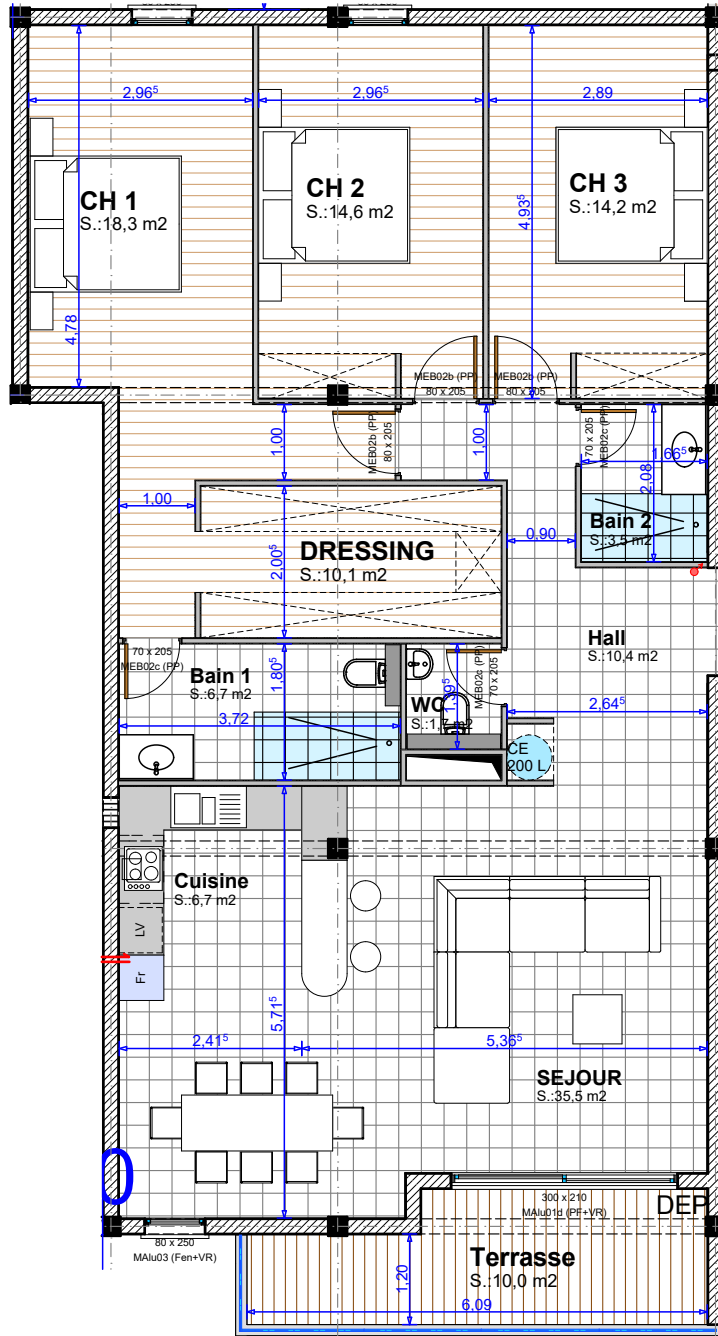 2,96⁵
2,96⁵
2,89
CH 1
S.:18,3 m2
CH 2
S.:14,6 m2
CH 3
S.:14,2 m2
4,93⁵
4,78
MEB02b (PP)
80 x 205
MEB02b (PP)
80 x 205
1,00
MEB02b (PP)
80 x 205
1,00
70 x 205
MEB02c (PP)
1,66⁵
2,08
1,00
Bain 2
S.:3,5 m2
0,90
DRESSING
S.:10,1 m2
2,00⁵
Hall
S.:10,4 m2
70 x 205
MEB02c (PP)
Bain 1
S.:6,7 m2
1,80⁵
3,72
WC
S.:1,7 m2
1,39⁵
MEB02c (PP)
70 x 205
2,64⁵
CE
200 L
Cuisine
S.:6,7 m2
LV
Fr
5,71⁵
2,41⁵
5,36⁵
SEJOUR
S.:35,5 m2
0
300 x 210
MAlu01d (PF+VR)
DEP
80 x 250
MAlu03 (Fen+VR)
Terrasse
S.:10,0 m2
1,20
6,09